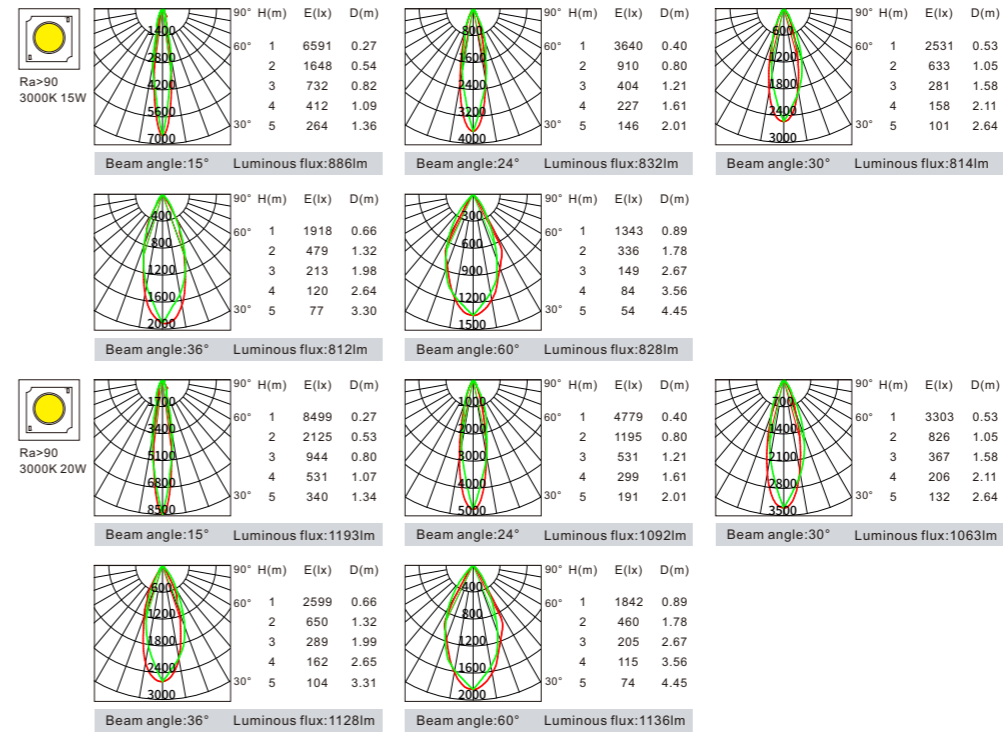 Ra>90
3000K 15W
1400
2800
4200
5600
7000
90° H(m) E(lx) D(m)
60° 1 6591 0.27
2 1648 0.54
3 732 0.82
4 412 1.09
30° 5 264 1.36
Beam angle:15° Luminous flux:886lm
800
1600
2400
3200
4000
90° H(m) E(lx) D(m)
60° 1 3640 0.40
2 910 0.80
3 404 1.21
4 227 1.61
30° 5 146 2.01
Beam angle:24° Luminous flux:832lm
600
1200
1800
2400
3000
90° H(m) E(lx) D(m)
60° 1 2531 0.53
2 633 1.05
3 281 1.58
4 158 2.11
30° 5 101 2.64
Beam angle:30° Luminous flux:814lm
400
800
1200
1600
2000
90° H(m) E(lx) D(m)
60° 1 1918 0.66
2 479 1.32
3 213 1.98
4 120 2.64
30° 5 77 3.30
Beam angle:36° Luminous flux:812lm
300
600
900
1200
1500
90° H(m) E(lx) D(m)
60° 1 1343 0.89
2 336 1.78
3 149 2.67
4 84 3.56
30° 5 54 4.45
Beam angle:60° Luminous flux:828lm
Ra>90
3000K 20W
1700
3400
5100
6800
8500
90° H(m) E(lx) D(m)
60° 1 8499 0.27
2 2125 0.53
3 944 0.80
4 531 1.07
30° 5 340 1.34
Beam angle:15° Luminous flux:1193lm
1000
2000
3000
4000
5000
90° H(m) E(lx) D(m)
60° 1 4779 0.40
2 1195 0.80
3 531 1.21
4 299 1.61
30° 5 191 2.01
Beam angle:24° Luminous flux:1092lm
700
1400
2100
2800
3500
90° H(m) E(lx) D(m)
60° 1 3303 0.53
2 826 1.05
3 367 1.58
4 206 2.11
30° 5 132 2.64
Beam angle:30° Luminous flux:1063lm
600
1200
1800
2400
3000
90° H(m) E(lx) D(m)
60° 1 2599 0.66
2 650 1.32
3 289 1.99
4 162 2.65
30° 5 104 3.31
Beam angle:36° Luminous flux:1128lm
400
800
1200
1600
2000
90° H(m) E(lx) D(m)
60° 1 1842 0.89
2 460 1.78
3 205 2.67
4 115 3.56
30° 5 74 4.45
Beam angle:60° Luminous flux:1136lm